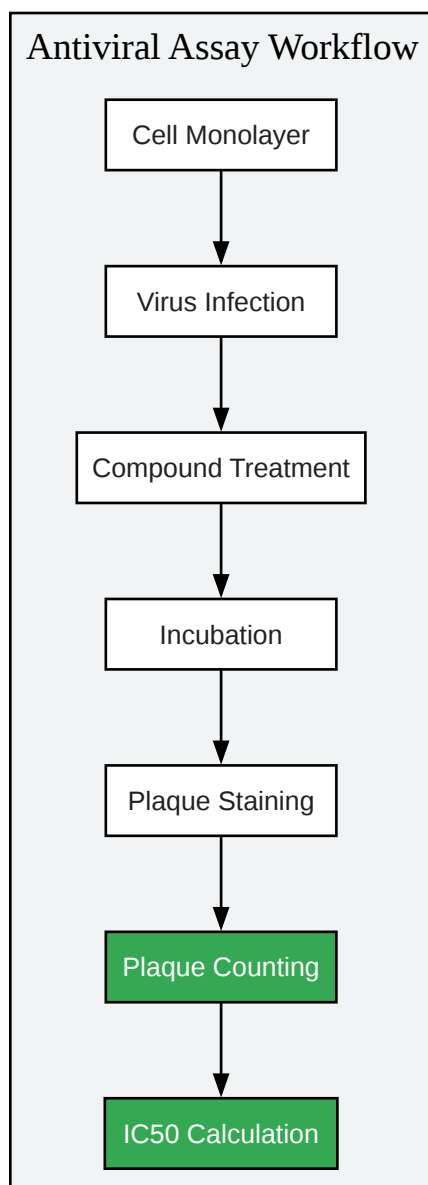 Antiviral Assay Workflow
Cell Monolayer
Virus Infection
Compound Treatment
Incubation
Plaque Staining
Plaque Counting
IC50 Calculation